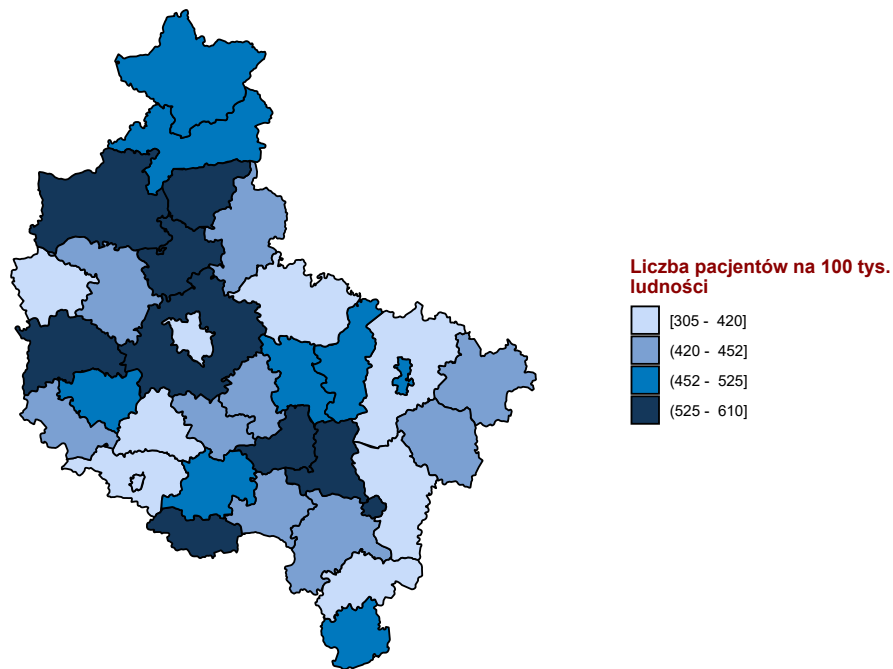 Liczba pacjentów na 100 tys.
ludności
[305 - 420]
(420 - 452]
(452 - 525]
(525 - 610]